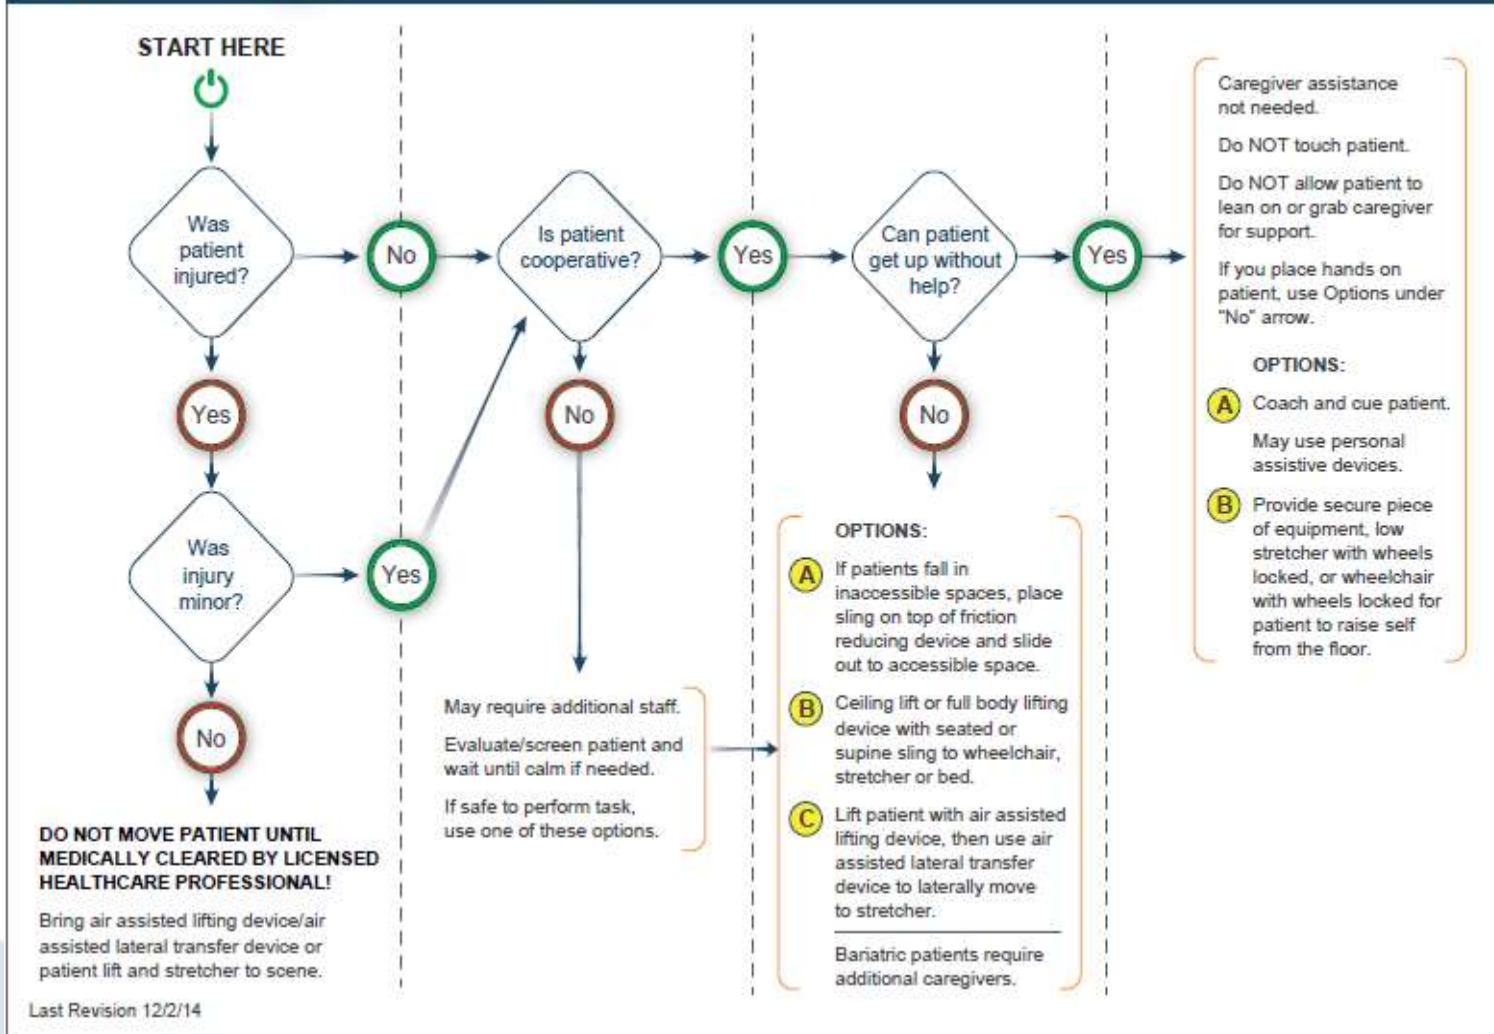 START HERE
Was
patient
injured?
No
Is patient
cooperative?
Yes
Can patient
get up without
help?
Yes
Caregiver assistance
not needed.
Do NOT touch patient.
Do NOT allow patient to
lean on or grab caregiver
for support.
If you place hands on
patient, use Options under
"No" arrow.
OPTIONS:
A Coach and cue patient.
May use personal
assistive devices.
B Provide secure piece
of equipment, low
stretcher with wheels
locked, or wheelchair
with wheels locked for
patient to raise self
from the floor.
Yes
No
No
Was
injury
minor?
Yes
No
DO NOT MOVE PATIENT UNTIL
MEDICALLY CLEARED BY LICENSED
HEALTHCARE PROFESSIONAL!
Bring air assisted lifting device/air
assisted lateral transfer device or
patient lift and stretcher to scene.
May require additional staff.
Evaluate/screen patient and
wait until calm if needed.
If safe to perform task,
use one of these options.
OPTIONS:
A If patients fall in
inaccessible spaces, place
sling on top of friction
reducing device and slide
out to accessible space.
B Ceiling lift or full body lifting
device with seated or
supine sling to wheelchair,
stretcher or bed.
C Lift patient with air assisted
lifting device, then use air
assisted lateral transfer
device to laterally move
to stretcher.
Bariatric patients require
additional caregivers.
Last Revision 12/2/14